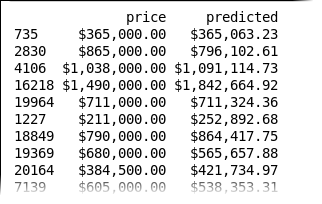 price predicted
735 $365,000.00 $365,063.23
2830 $865,000.00 $796,102.61
4106 $1,038,000.00 $1,091,114.73
16218 $1,490,000.00 $1,842,664.92
19964 $711,000.00 $711,324.36
1227 $211,000.00 $252,892.68
18849 $790,000.00 $864,417.75
19369 $680,000.00 $565,657.88
20164 $384,500.00 $421,734.97
7139 $605,000.00 $538,353.31